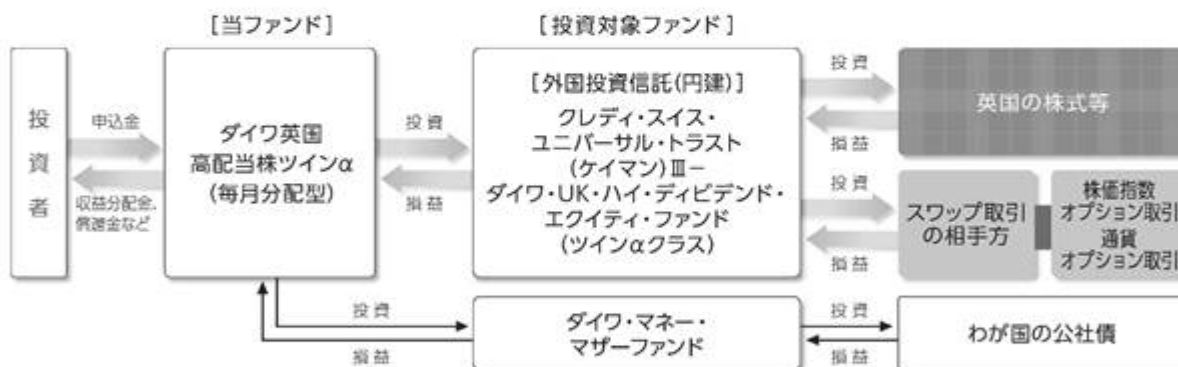 [当ファンド]
[投資対象ファンド]
投資者
申込金
収益分配金、
償還金など
ダイワ英国
高配当株ツインα
(毎月分配型)
投資
損益
[外国投資信託(円建)]
クレディ・スイス・
ユニバーサル・トラスト
(ケイマン)Ⅲ−
ダイワ・UK・ハイ・ディビデンド・
エクイティ・ファンド
(ツインαクラス)
投資
損益
英国の株式等
投資
損益
スワップ取引
の相手方
株価指数
オプション取引
通貨
オプション取引
投資
損益
ダイワ・マネー・
マザーファンド
投資
損益
わが国の公社債